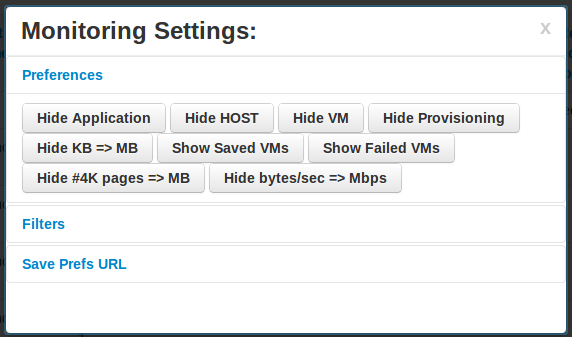 Monitoring Settings:
x
Preferences
Hide Application Hide HOST Hide VM Hide Provisioning
Hide KB => MB Show Saved VMs Show Failed VMs
Hide #4K pages => MB Hide bytes/sec => Mbps
Filters
Save Prefs URL